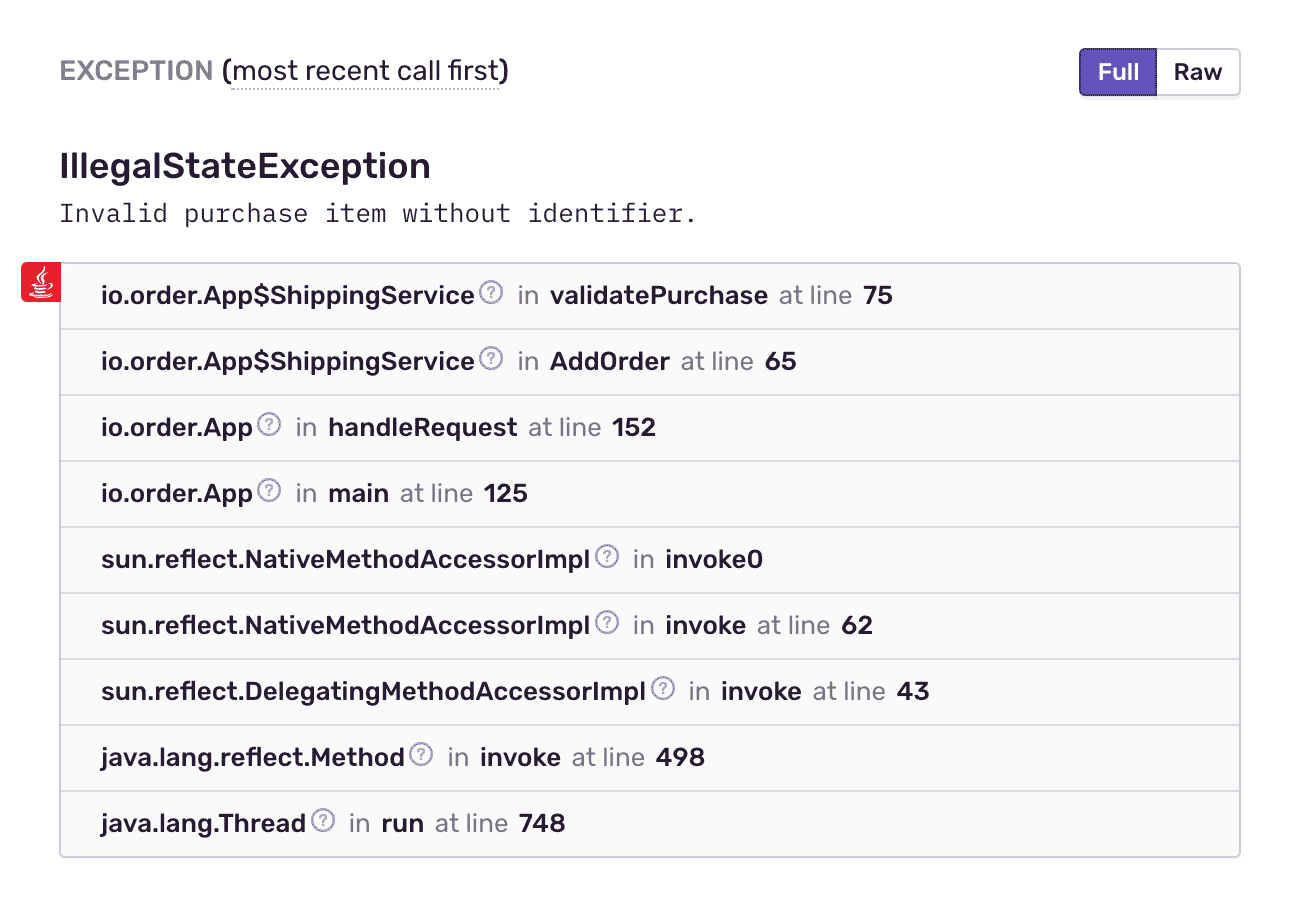 EXCEPTION (most recent call first)
Full Raw
IllegalStateException
Invalid purchase item without identifier.
io.order.App$ShippingService ? in validatePurchase at line 75
io.order.App$ShippingService ? in AddOrder at line 65
io.order.App ? in handleRequest at line 152
io.order.App ? in main at line 125
sun.reflect.NativeMethodAccessorImpl ? in invoke0
sun.reflect.NativeMethodAccessorImpl ? in invoke at line 62
sun.reflect.DelegatingMethodAccessorImpl ? in invoke at line 43
java.lang.reflect.Method ? in invoke at line 498
java.lang.Thread ? in run at line 748